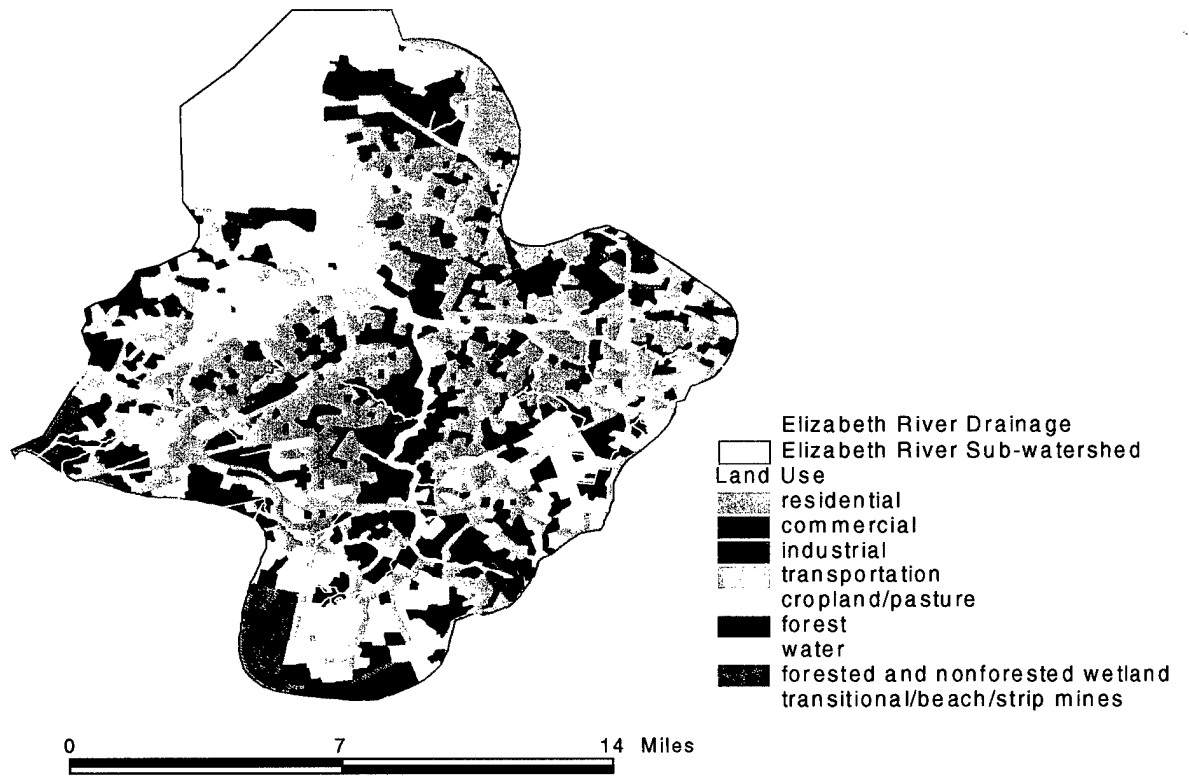 Elizabeth River Drainage
Elizabeth River Sub-watershed
Land Use
residential
commercial
industrial
transportation
cropland/pasture
forest
water
forested and nonforested wetland
transitional/beach/strip mines
0 7 14 Miles